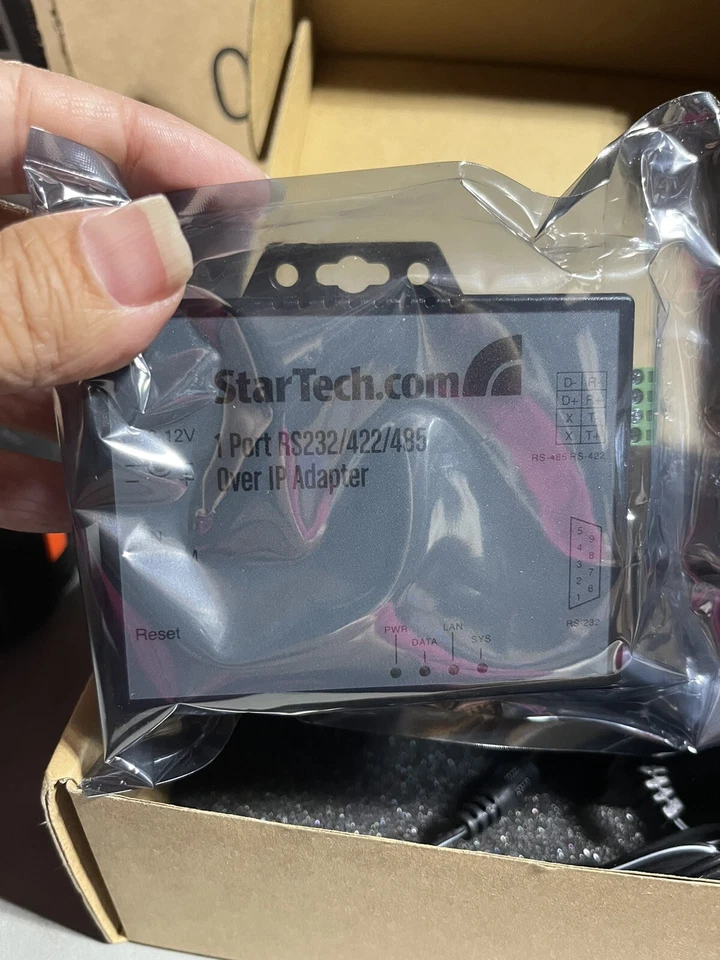 StarTech.com
12V
1 Port RS232/422/485
Over IP Adapter
D- R-
D+ R+
X T-
X T+
RS-485 RS-422
5 9
4 8
3 7
2 6
1
RS-232
Reset
PWR DATA LAN SYS